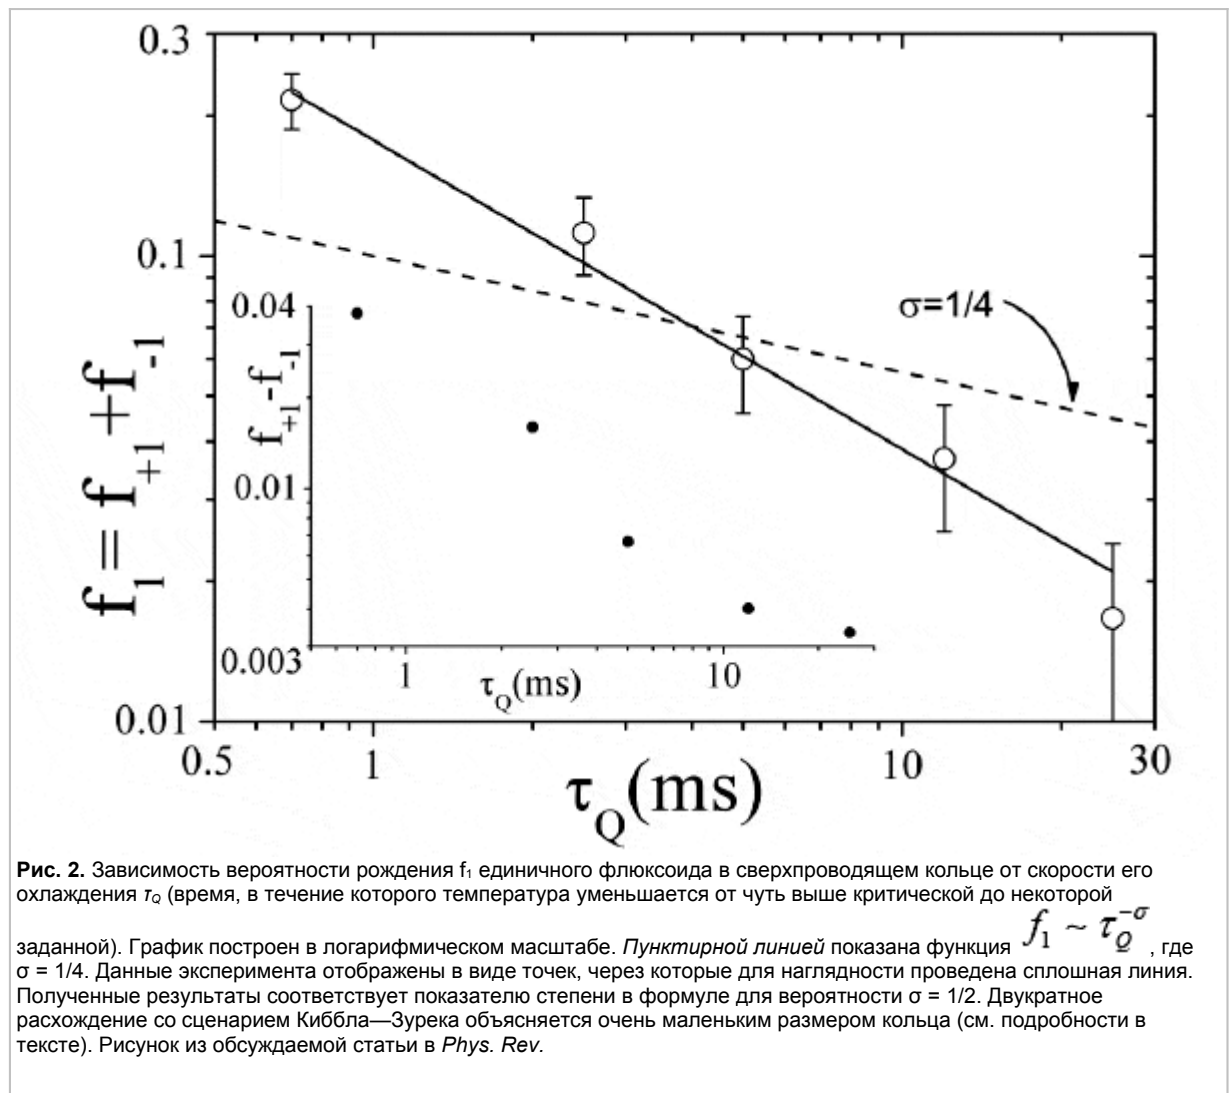 0.3
0.1
0.01
f₁ = f₊₁ + f₋₁
σ=1/4
0.04
0.01
0.003
f₊₁-f₋₁
1
10
τ_Q(ms)
0.5
1
10
30
τ_Q(ms)
Рис. 2. Зависимость вероятности рождения f₁ единичного флюксоида в сверхпроводящем кольце от скорости его
охлаждения τ_Q (время, в течение которого температура уменьшается от чуть выше критической до некоторой
заданной). График построен в логарифмическом масштабе. Пунктирной линией показана функция f₁ ~ τ_Q^{-σ}, где
σ = 1/4. Данные эксперимента отображены в виде точек, через которые для наглядности проведена сплошная линия.
Полученные результаты соответствует показателю степени в формуле для вероятности σ = 1/2. Двукратное
расхождение со сценарием Киббла—Зурека объясняется очень маленьким размером кольца (см. подробности в
тексте). Рисунок из обсуждаемой статьи в Phys. Rev.